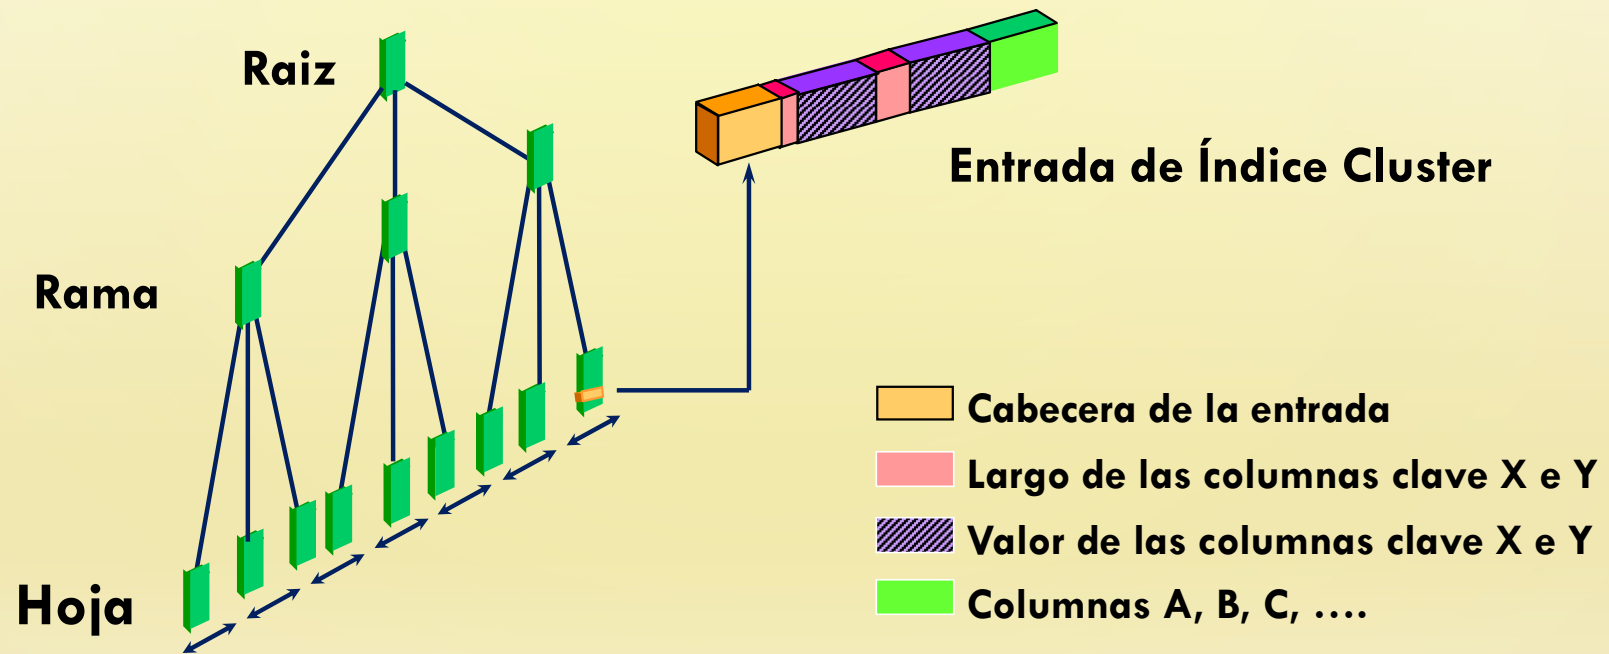 Raiz
Entrada de Índice Cluster
Rama
Cabecera de la entrada
Largo de las columnas clave X e Y
Valor de las columnas clave X e Y
Hoja
Columnas A, B, C, ....